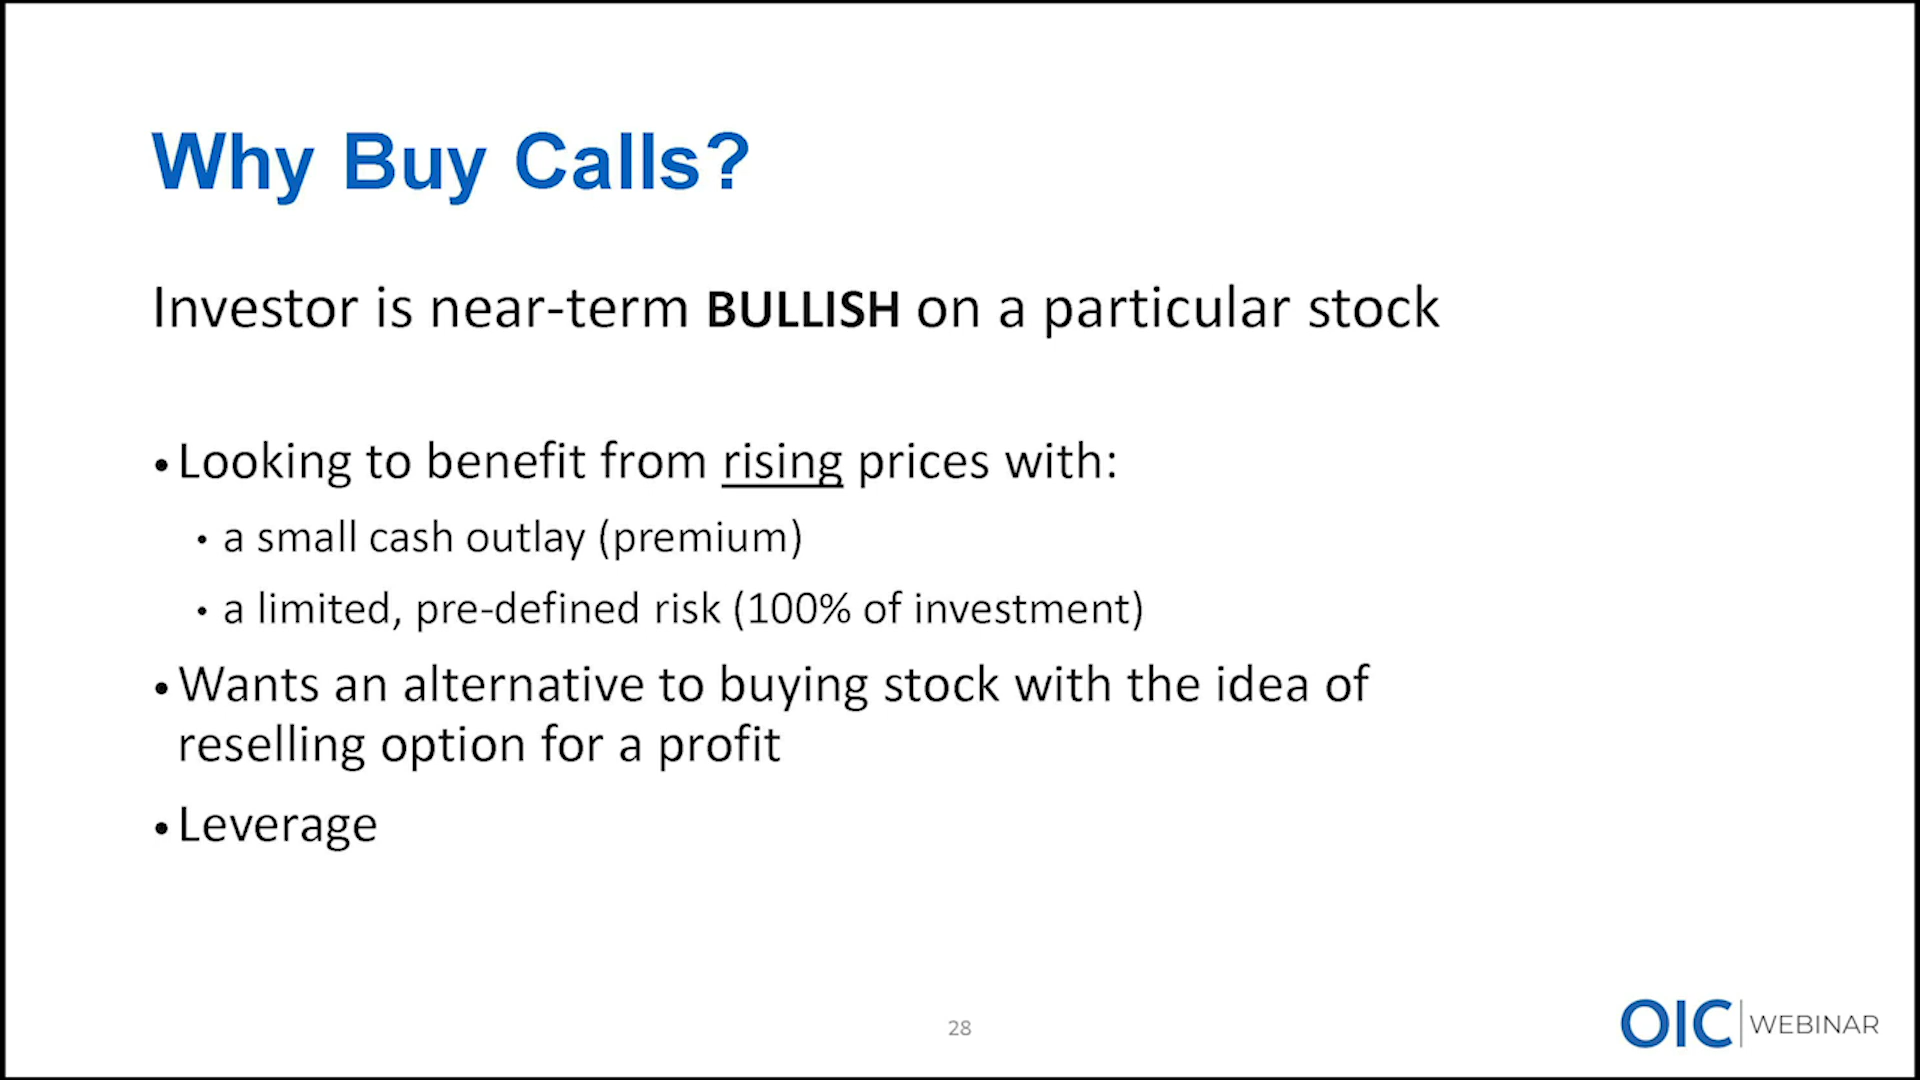 Why Buy Calls?
Investor is near-term BULLISH on a particular stock
• Looking to benefit from rising prices with:
• a small cash outlay (premium)
• a limited, pre-defined risk (100% of investment)
• Wants an alternative to buying stock with the idea of
reselling option for a profit
• Leverage
28
OIC WEBINAR